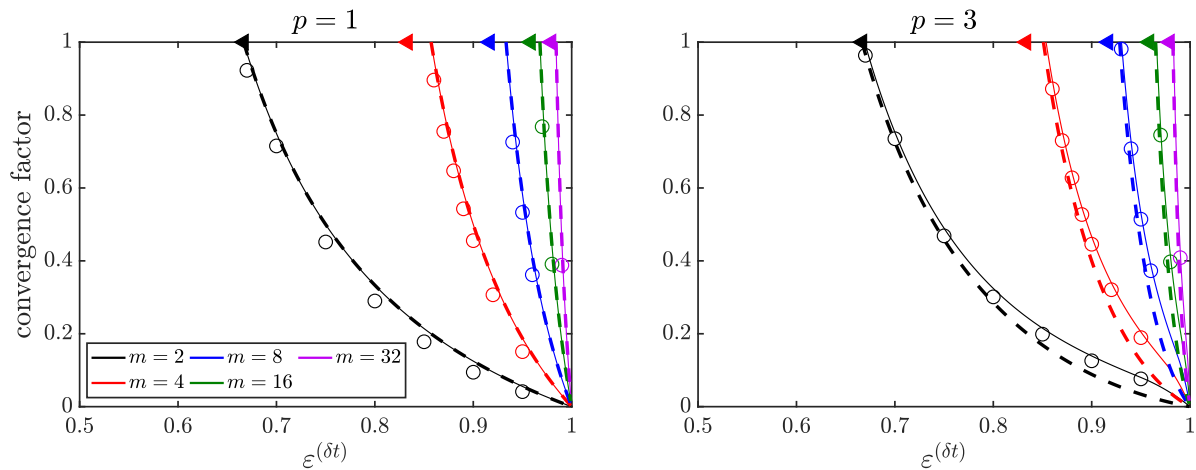 p = 1
convergence factor
1
0.8
0.6
0.4
0.2
0
m = 2
m = 8
m = 32
m = 4
m = 16
0.5
0.6
0.7
0.8
0.9
1
ε^(δt)
p = 3
1
0.8
0.6
0.4
0.2
0
0.5
0.6
0.7
0.8
0.9
1
ε^(δt)